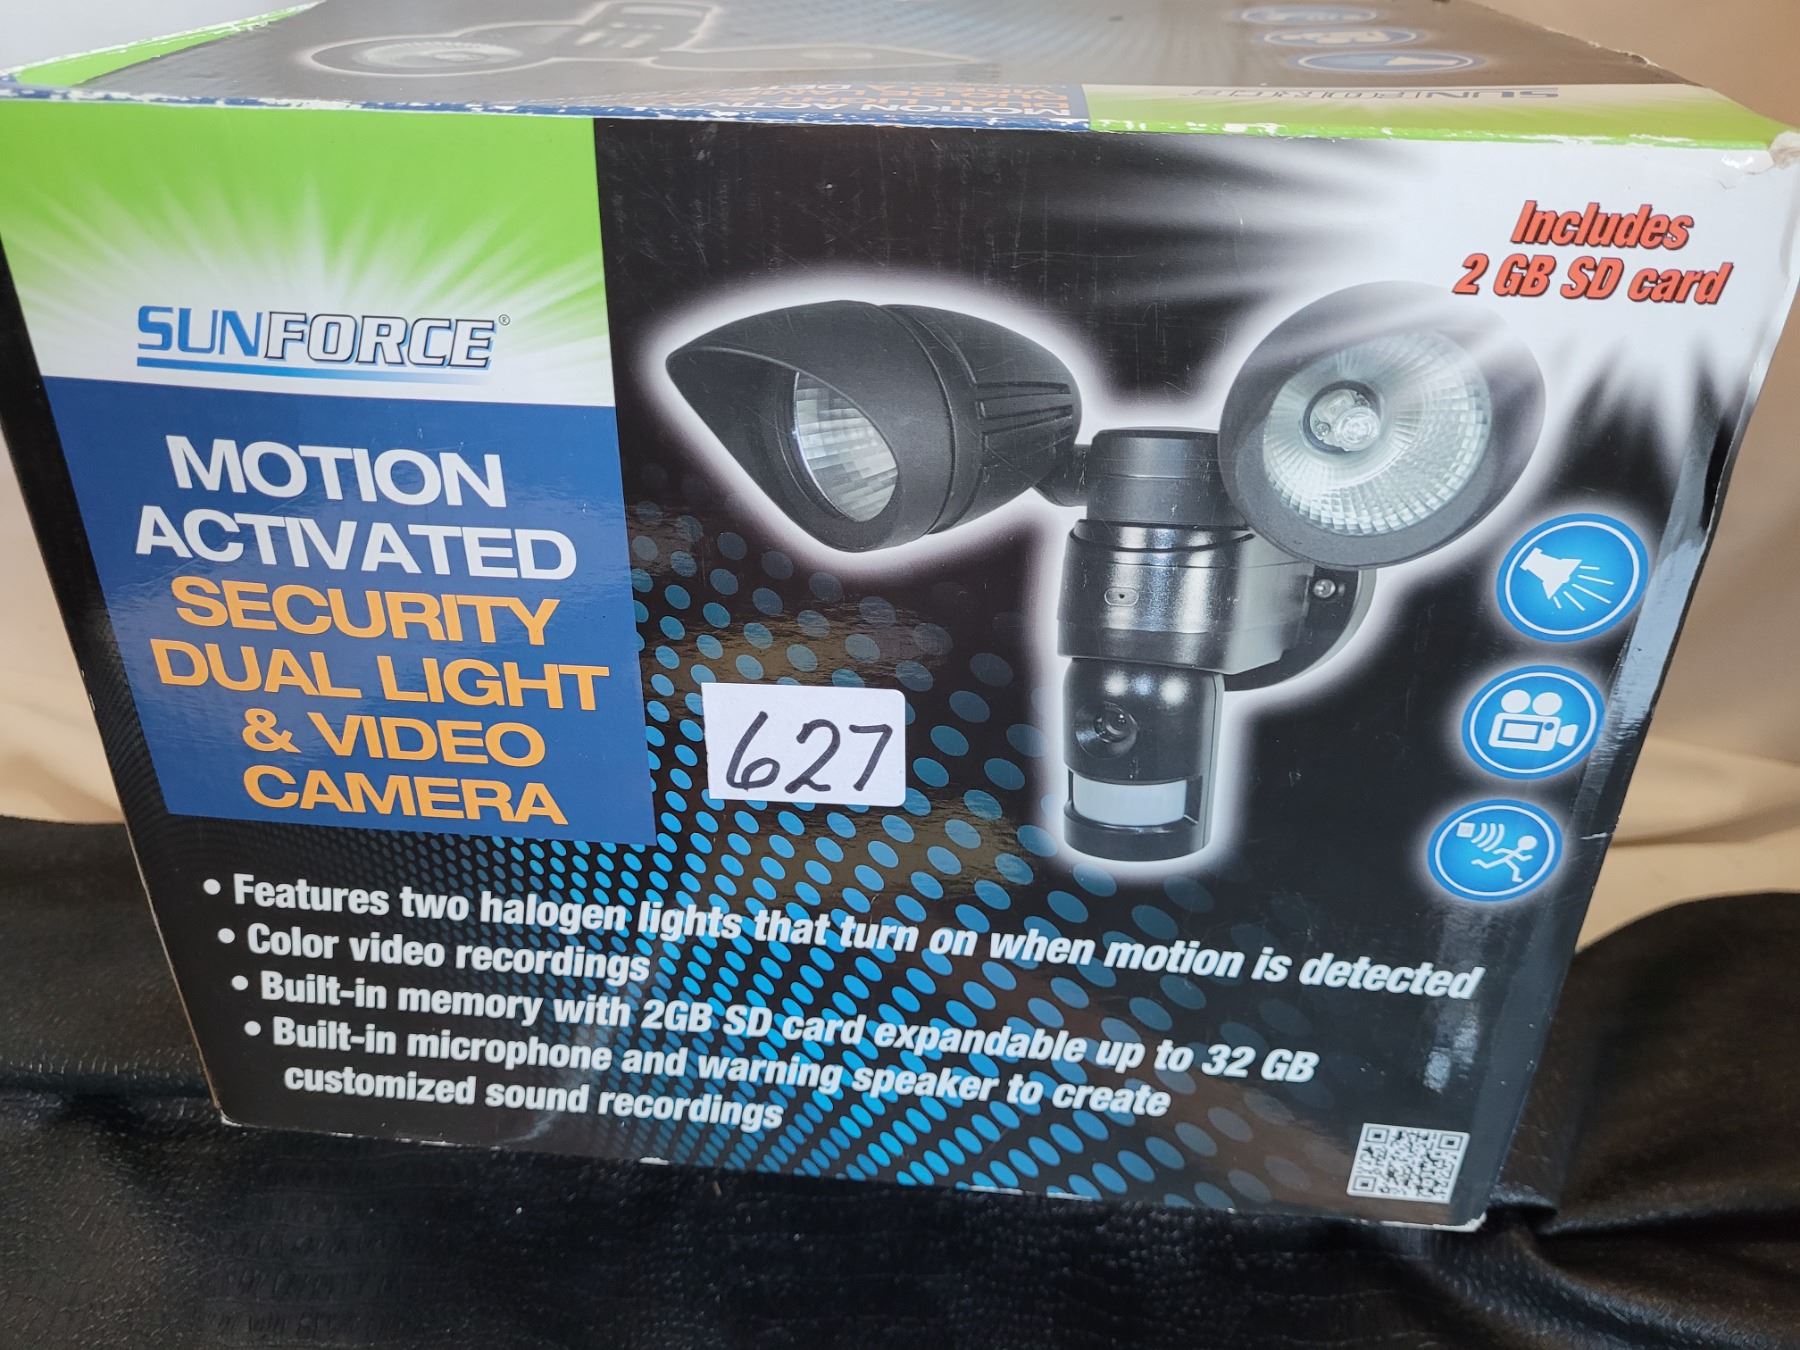 SUNFORCE
SUNFORCE®
Includes
2 GB SD card
MOTION
ACTIVATED
SECURITY
DUAL LIGHT
& VIDEO
CAMERA
627
• Features two halogen lights that turn on when motion is detected
• Color video recordings
• Built-in memory with 2GB SD card expandable up to 32 GB
• Built-in microphone and warning speaker to create
customized sound recordings